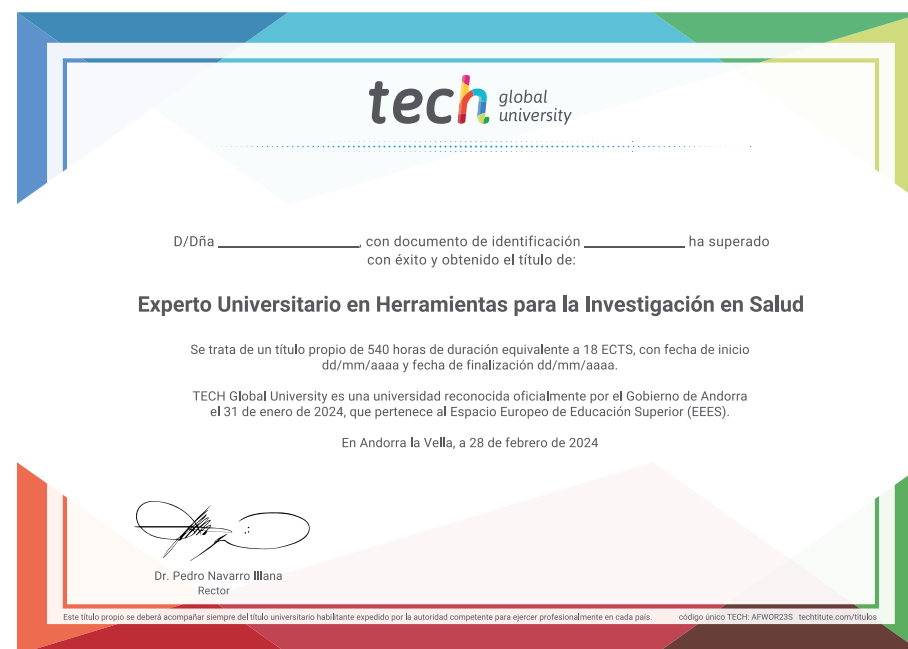 tech global university
D/Dña ____________________, con documento de identificación ______________ ha superado
con éxito y obtenido el título de:
Experto Universitario en Herramientas para la Investigación en Salud
Se trata de un título propio de 540 horas de duración equivalente a 18 ECTS, con fecha de inicio
dd/mm/aaaa y fecha de finalización dd/mm/aaaa.
TECH Global University es una universidad reconocida oficialmente por el Gobierno de Andorra
el 31 de enero de 2024, que pertenece al Espacio Europeo de Educación Superior (EEES).
En Andorra la Vella, a 28 de febrero de 2024
Dr. Pedro Navarro Illana
Rector
Este título propio se deberá acompañar siempre del título universitario habilitante expedido por la autoridad competente para ejercer profesionalmente en cada país. código único TECH: AFWOR23S techtitute.com/titulos